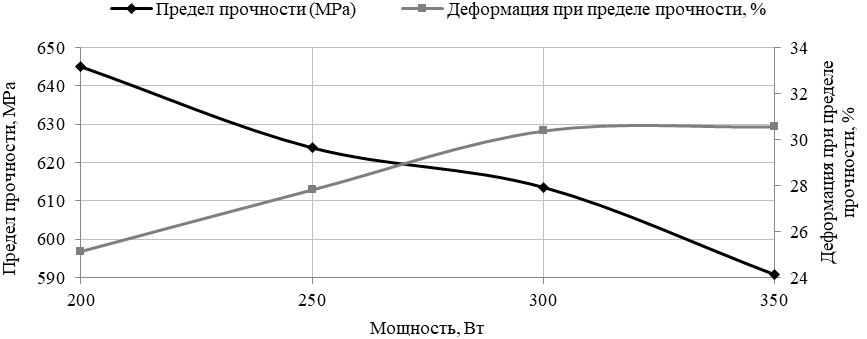 Предел прочности (MPa) Деформация при пределе прочности, %
Предел прочности, MPa
650
640
630
620
610
600
590
34
32
30
28
26
24
Деформация при пределе
прочности, %
200 250 300 350
Мощность, Вт